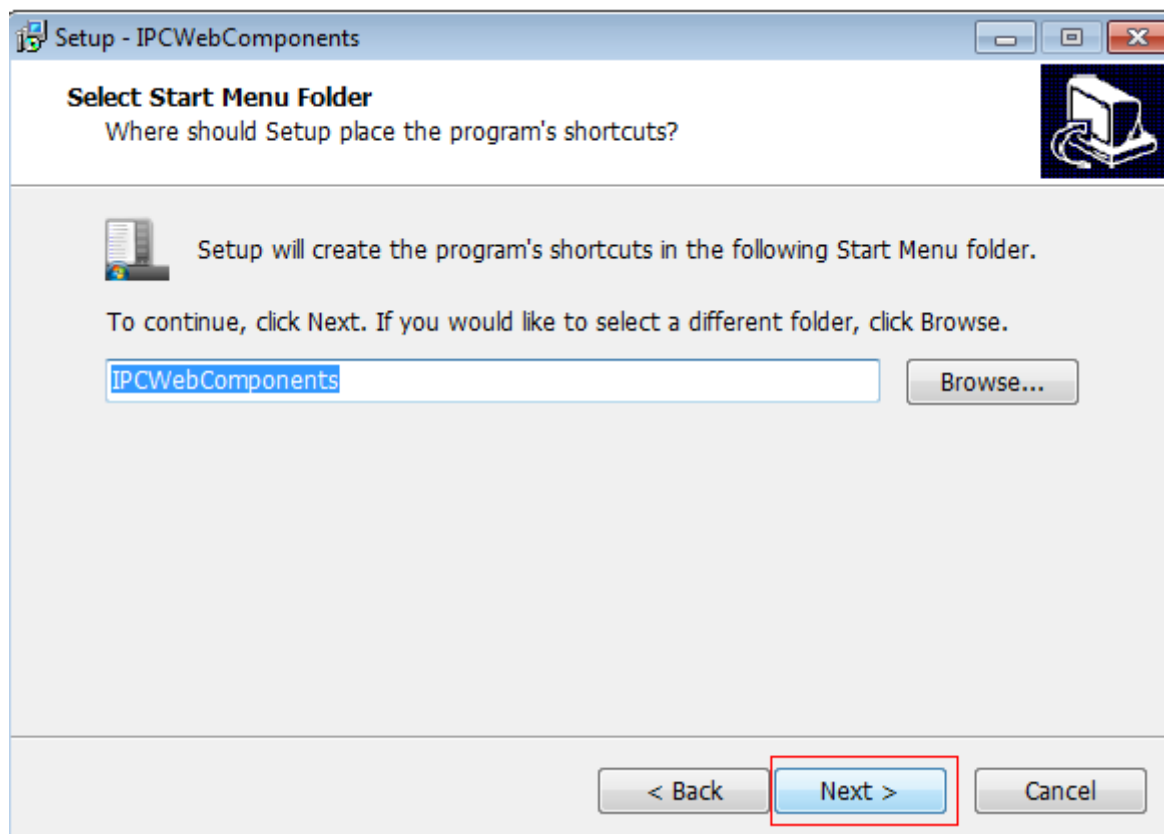 Setup - IPCWebComponents
Select Start Menu Folder
Where should Setup place the program's shortcuts?
Setup will create the program's shortcuts in the following Start Menu folder.
To continue, click Next. If you would like to select a different folder, click Browse.
IPCWebComponents
Browse...
< Back
Next >
Cancel